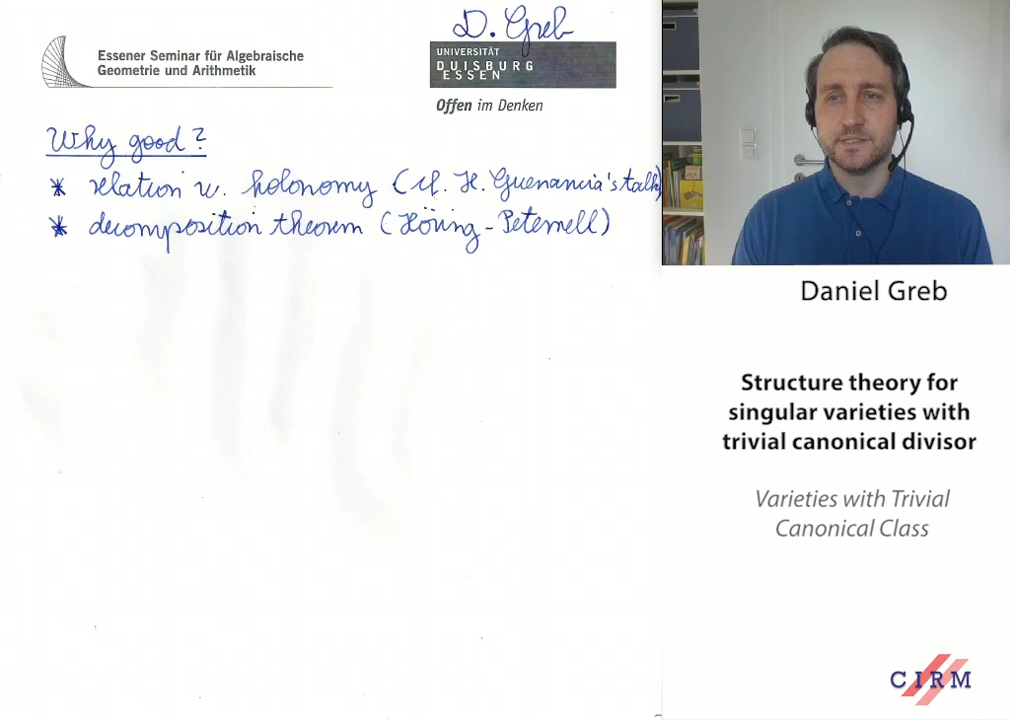 D. Greb
Essener Seminar für Algebraische
Geometrie und Arithmetik
UNIVERSITÄT
DUISBURG
ESSEN
Offen im Denken
Why good?
* relation w. holonomy (cf. H. Guenancia's talk)
* decomposition theorem (Höring-Peternell)
Daniel Greb
Structure theory for
singular varieties with
trivial canonical divisor
Varieties with Trivial
Canonical Class
CIRM